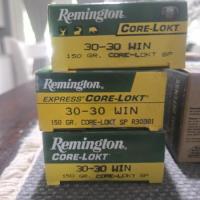 Remington
CORE-LOKT
30-30 WIN
150 GR. CORE-LOKT SP
Remington
EXPRESS CORE-LOKT
30-30 WIN
150 GR. CORE-LOKT SP R30301
Remington
CORE-LOKT
30-30 WIN
150 GR. CORE-LOKT SP